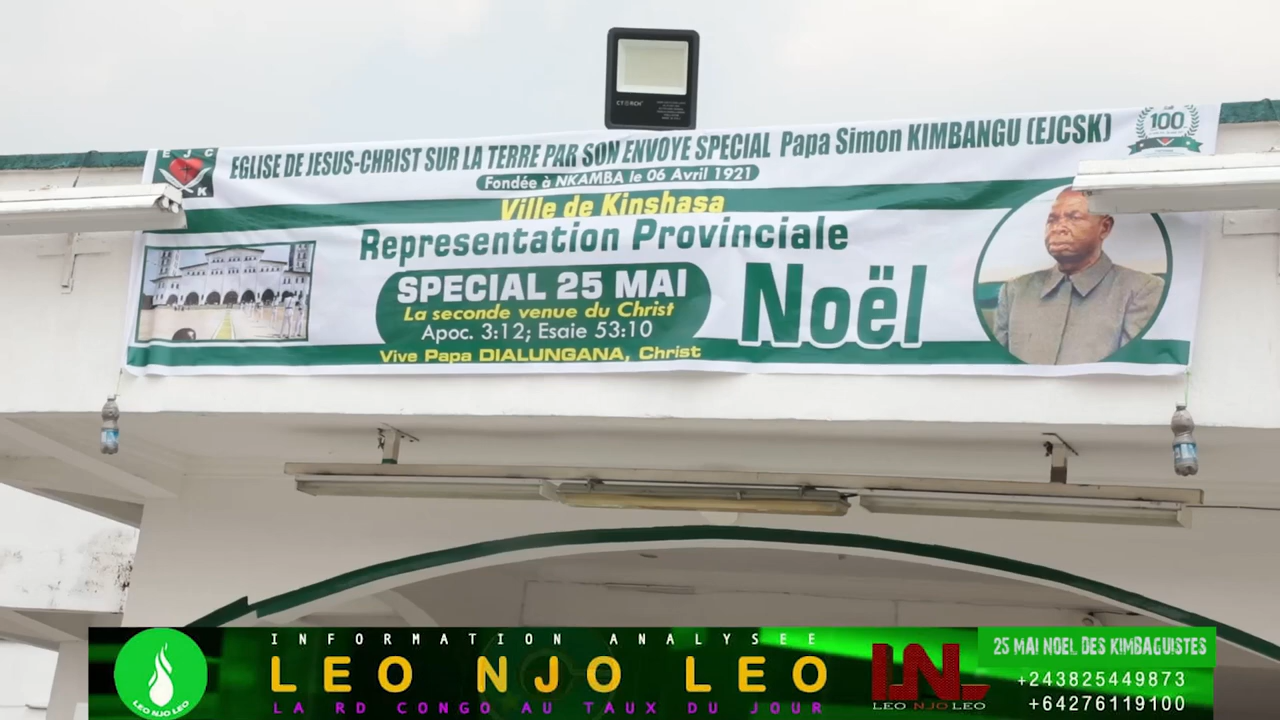 CTORCH
EGLISE DE JESUS-CHRIST SUR LA TERRE PAR SON ENVOYE SPECIAL Papa Simon KIMBANGU (EJCSK)
E J C
K
100
Fondée à NKAMBA le 06 Avril 1921
Ville de Kinshasa
Representation Provinciale
SPECIAL 25 MAI
La seconde venue du Christ
Apoc. 3:12; Esaie 53:10
Vive Papa DIALUNGANA, Christ
Noël
INFORMATION ANALYSEE
LEO NJO LEO
LA RD CONGO AU TAUX DU JOUR
LEO NJO LEO
LNL
LEO NJO LEO
25 MAI NOEL DES KIMBAGUISTES
+243825449873
+64276119100